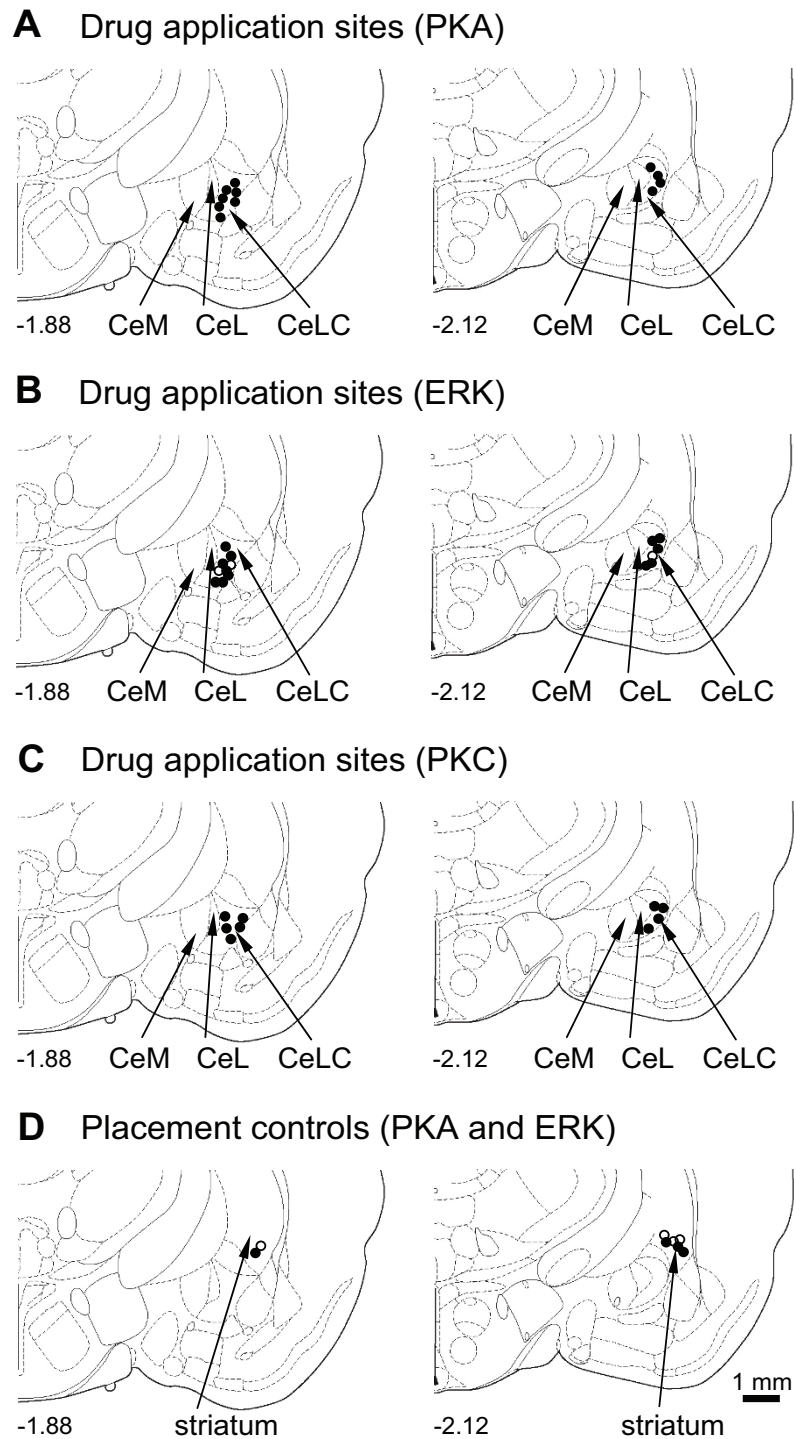 A Drug application sites (PKA)
-1.88 CeM CeL CeLC
-2.12 CeM CeL CeLC
B Drug application sites (ERK)
-1.88 CeM CeL CeLC
-2.12 CeM CeL CeLC
C Drug application sites (PKC)
-1.88 CeM CeL CeLC
-2.12 CeM CeL CeLC
D Placement controls (PKA and ERK)
-1.88 striatum
1 mm
-2.12 striatum